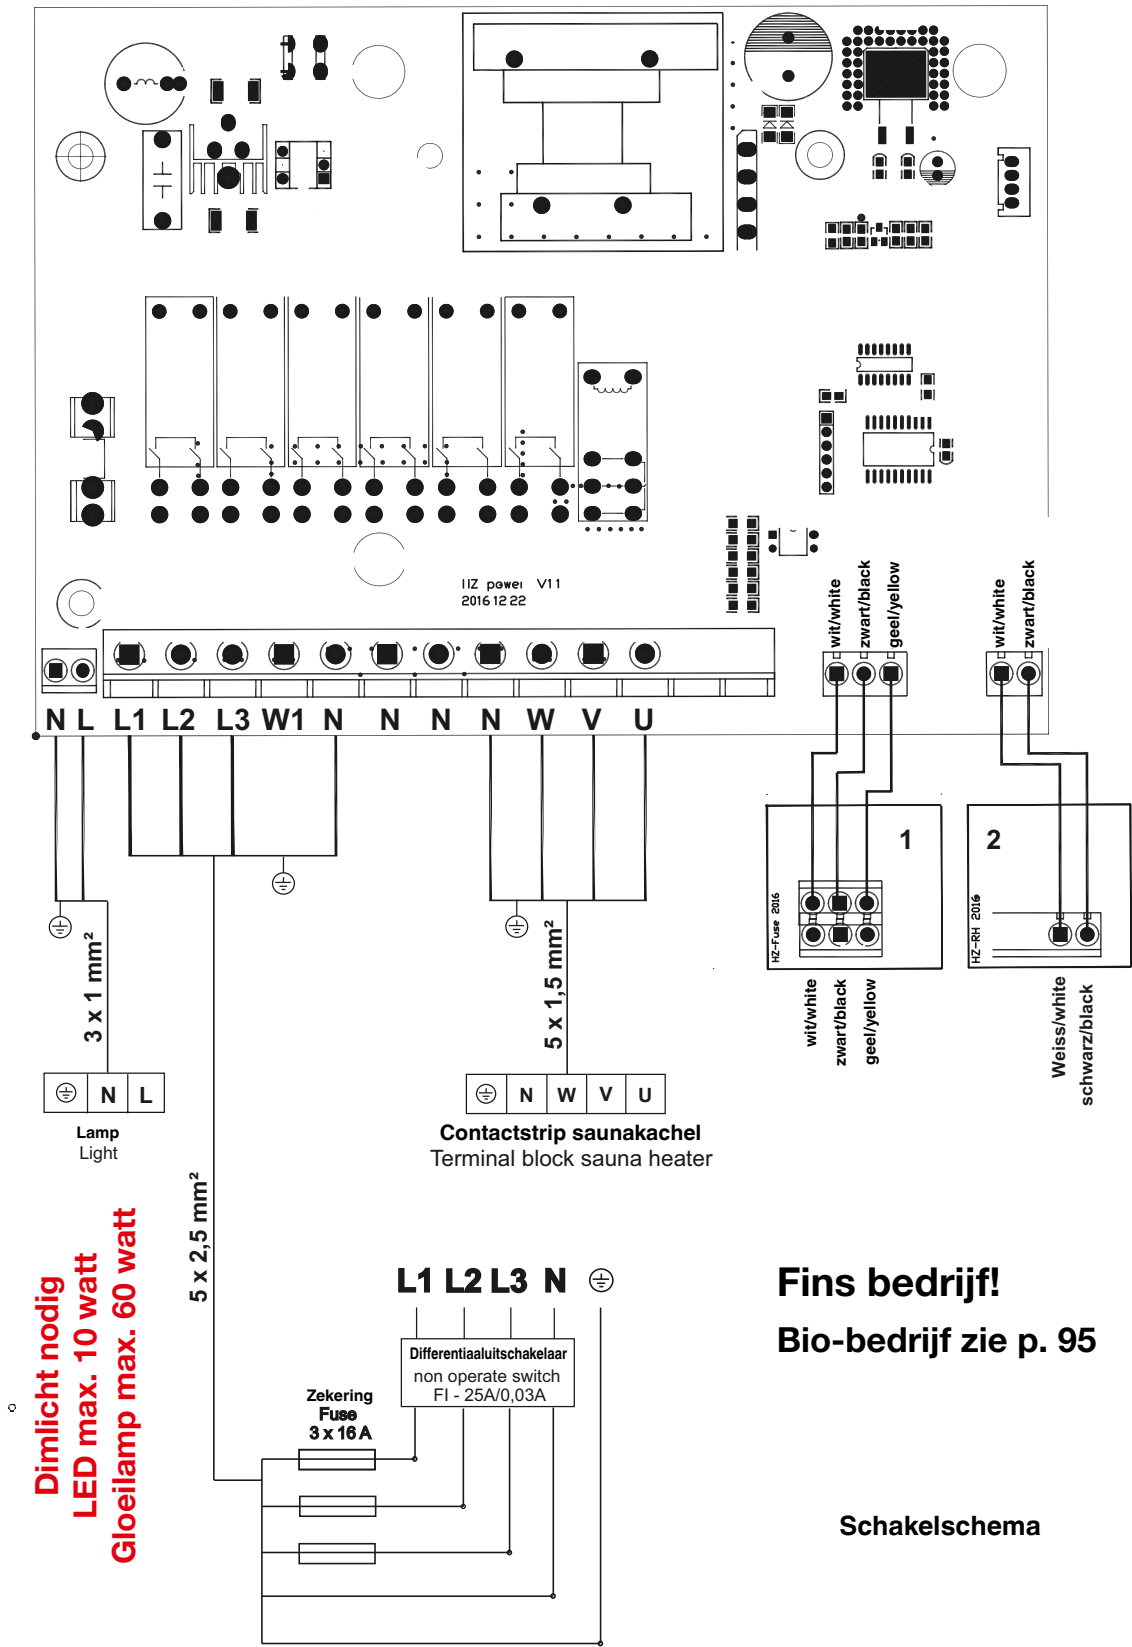 HZ power V11
2016 12 22
wit/white
zwart/black
geel/yellow
wit/white
zwart/black
N L L1 L2 L3 W1 N N N N W V U
1
2
HZ-Fuse 2016
HZ-RH 2016
wit/white
zwart/black
geel/yellow
Weiss/white
schwarz/black
3 x 1 mm²
5 x 1,5 mm²
N L
Lamp
Light
N W V U
Contactstrip saunakachel
Terminal block sauna heater
5 x 2,5 mm²
Dimlicht nodig
LED max. 10 watt
Gloeilamp max. 60 watt
L1 L2 L3 N
Differentiaaluitschakelaar
non operate switch
FI - 25A/0,03A
Zekering
Fuse
3 x 16 A
Fins bedrijf!
Bio-bedrijf zie p. 95
Schakelschema